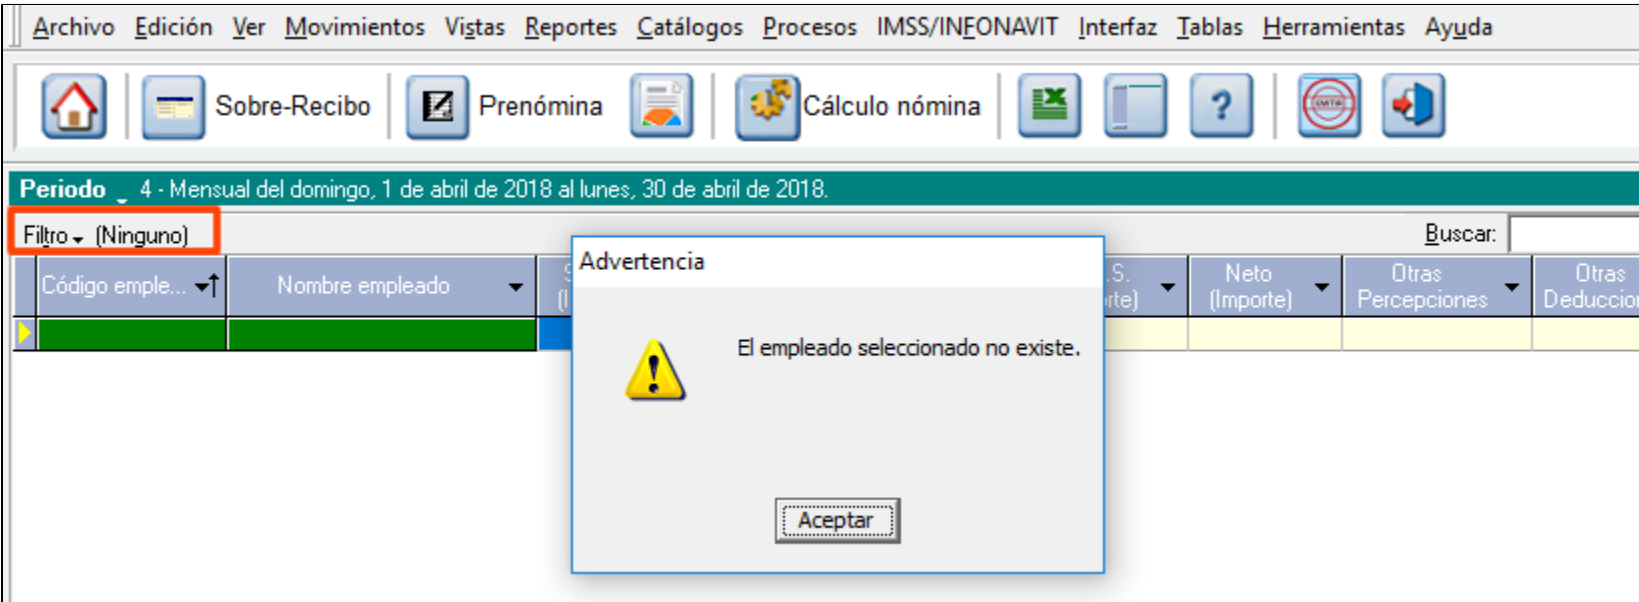 Archivo Edición Ver Movimientos Vistas Reportes Catálogos Procesos IMSS/INFONAVIT Interfaz Tablas Herramientas Ayuda
Sobre-Recibo Prenómina Cálculo nómina ? EMITIR
Periodo 4 - Mensual del domingo, 1 de abril de 2018 al lunes, 30 de abril de 2018.
Filtro (Ninguno) Buscar:
Código emple... Nombre empleado Neto (Importe) Otras Percepciones Otras
Advertencia
El empleado seleccionado no existe.
Aceptar